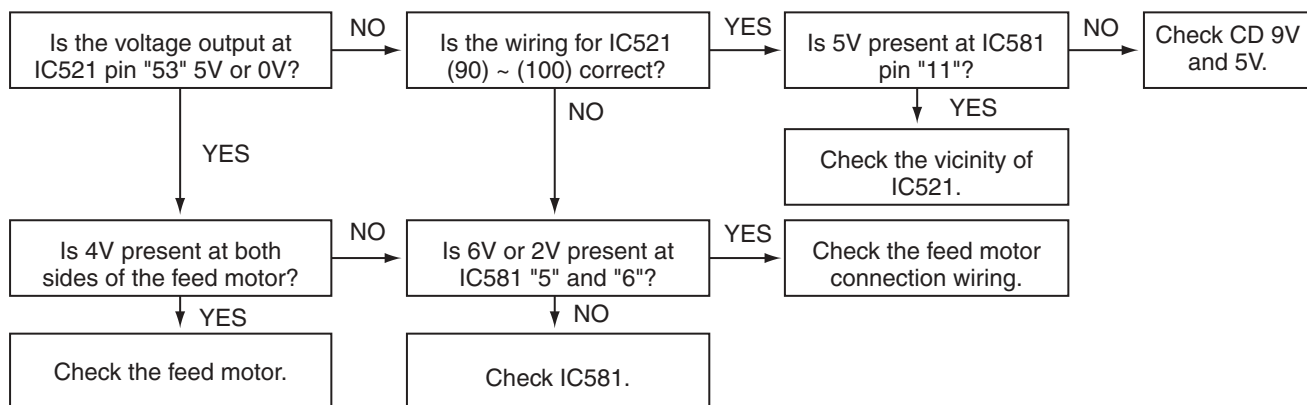 Is the voltage output at
IC521 pin "53" 5V or 0V?
NO
Is the wiring for IC521
(90) ~ (100) correct?
YES
Is 5V present at IC581
pin "11"?
NO
Check CD 9V
and 5V.
YES
NO
YES
Check the vicinity of
IC521.
Is 4V present at both
sides of the feed motor?
NO
Is 6V or 2V present at
IC581 "5" and "6"?
YES
Check the feed motor
connection wiring.
YES
NO
Check the feed motor.
Check IC581.